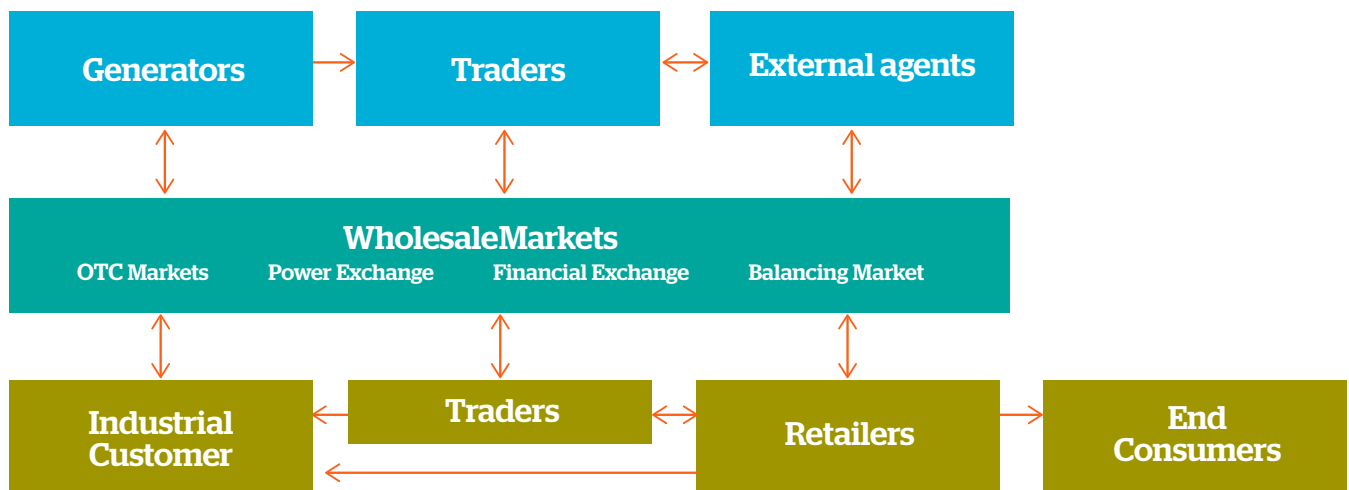 Generators
Traders
External agents
WholesaleMarkets
OTC Markets
Power Exchange
Financial Exchange
Balancing Market
Industrial
Customer
Traders
Retailers
End
Consumers